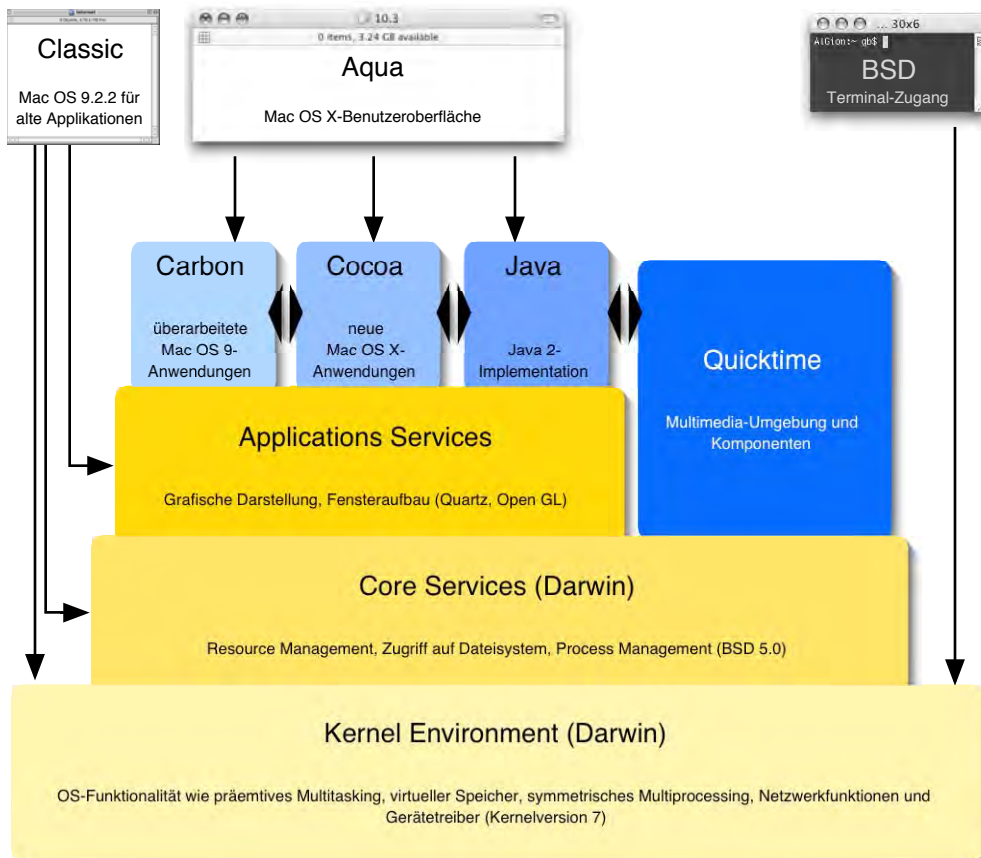 Classic
Mac OS 9.2.2 für
alte Applikationen
10.3
0 items, 3.24 GB available
Aqua
Mac OS X-Benutzeroberfläche
... 30x6
AlGion:~ gb$
BSD
Terminal-Zugang
Carbon
überarbeitete
Mac OS 9-
Anwendungen
Cocoa
neue
Mac OS X-
Anwendungen
Java
Java 2-
Implementation
Quicktime
Multimedia-Umgebung und
Komponenten
Applications Services
Grafische Darstellung, Fensteraufbau (Quartz, Open GL)
Core Services (Darwin)
Resource Management, Zugriff auf Dateisystem, Process Management (BSD 5.0)
Kernel Environment (Darwin)
OS-Funktionalität wie präemtives Multitasking, virtueller Speicher, symmetrisches Multiprocessing, Netzwerkfunktionen und
Gerätetreiber (Kernelversion 7)